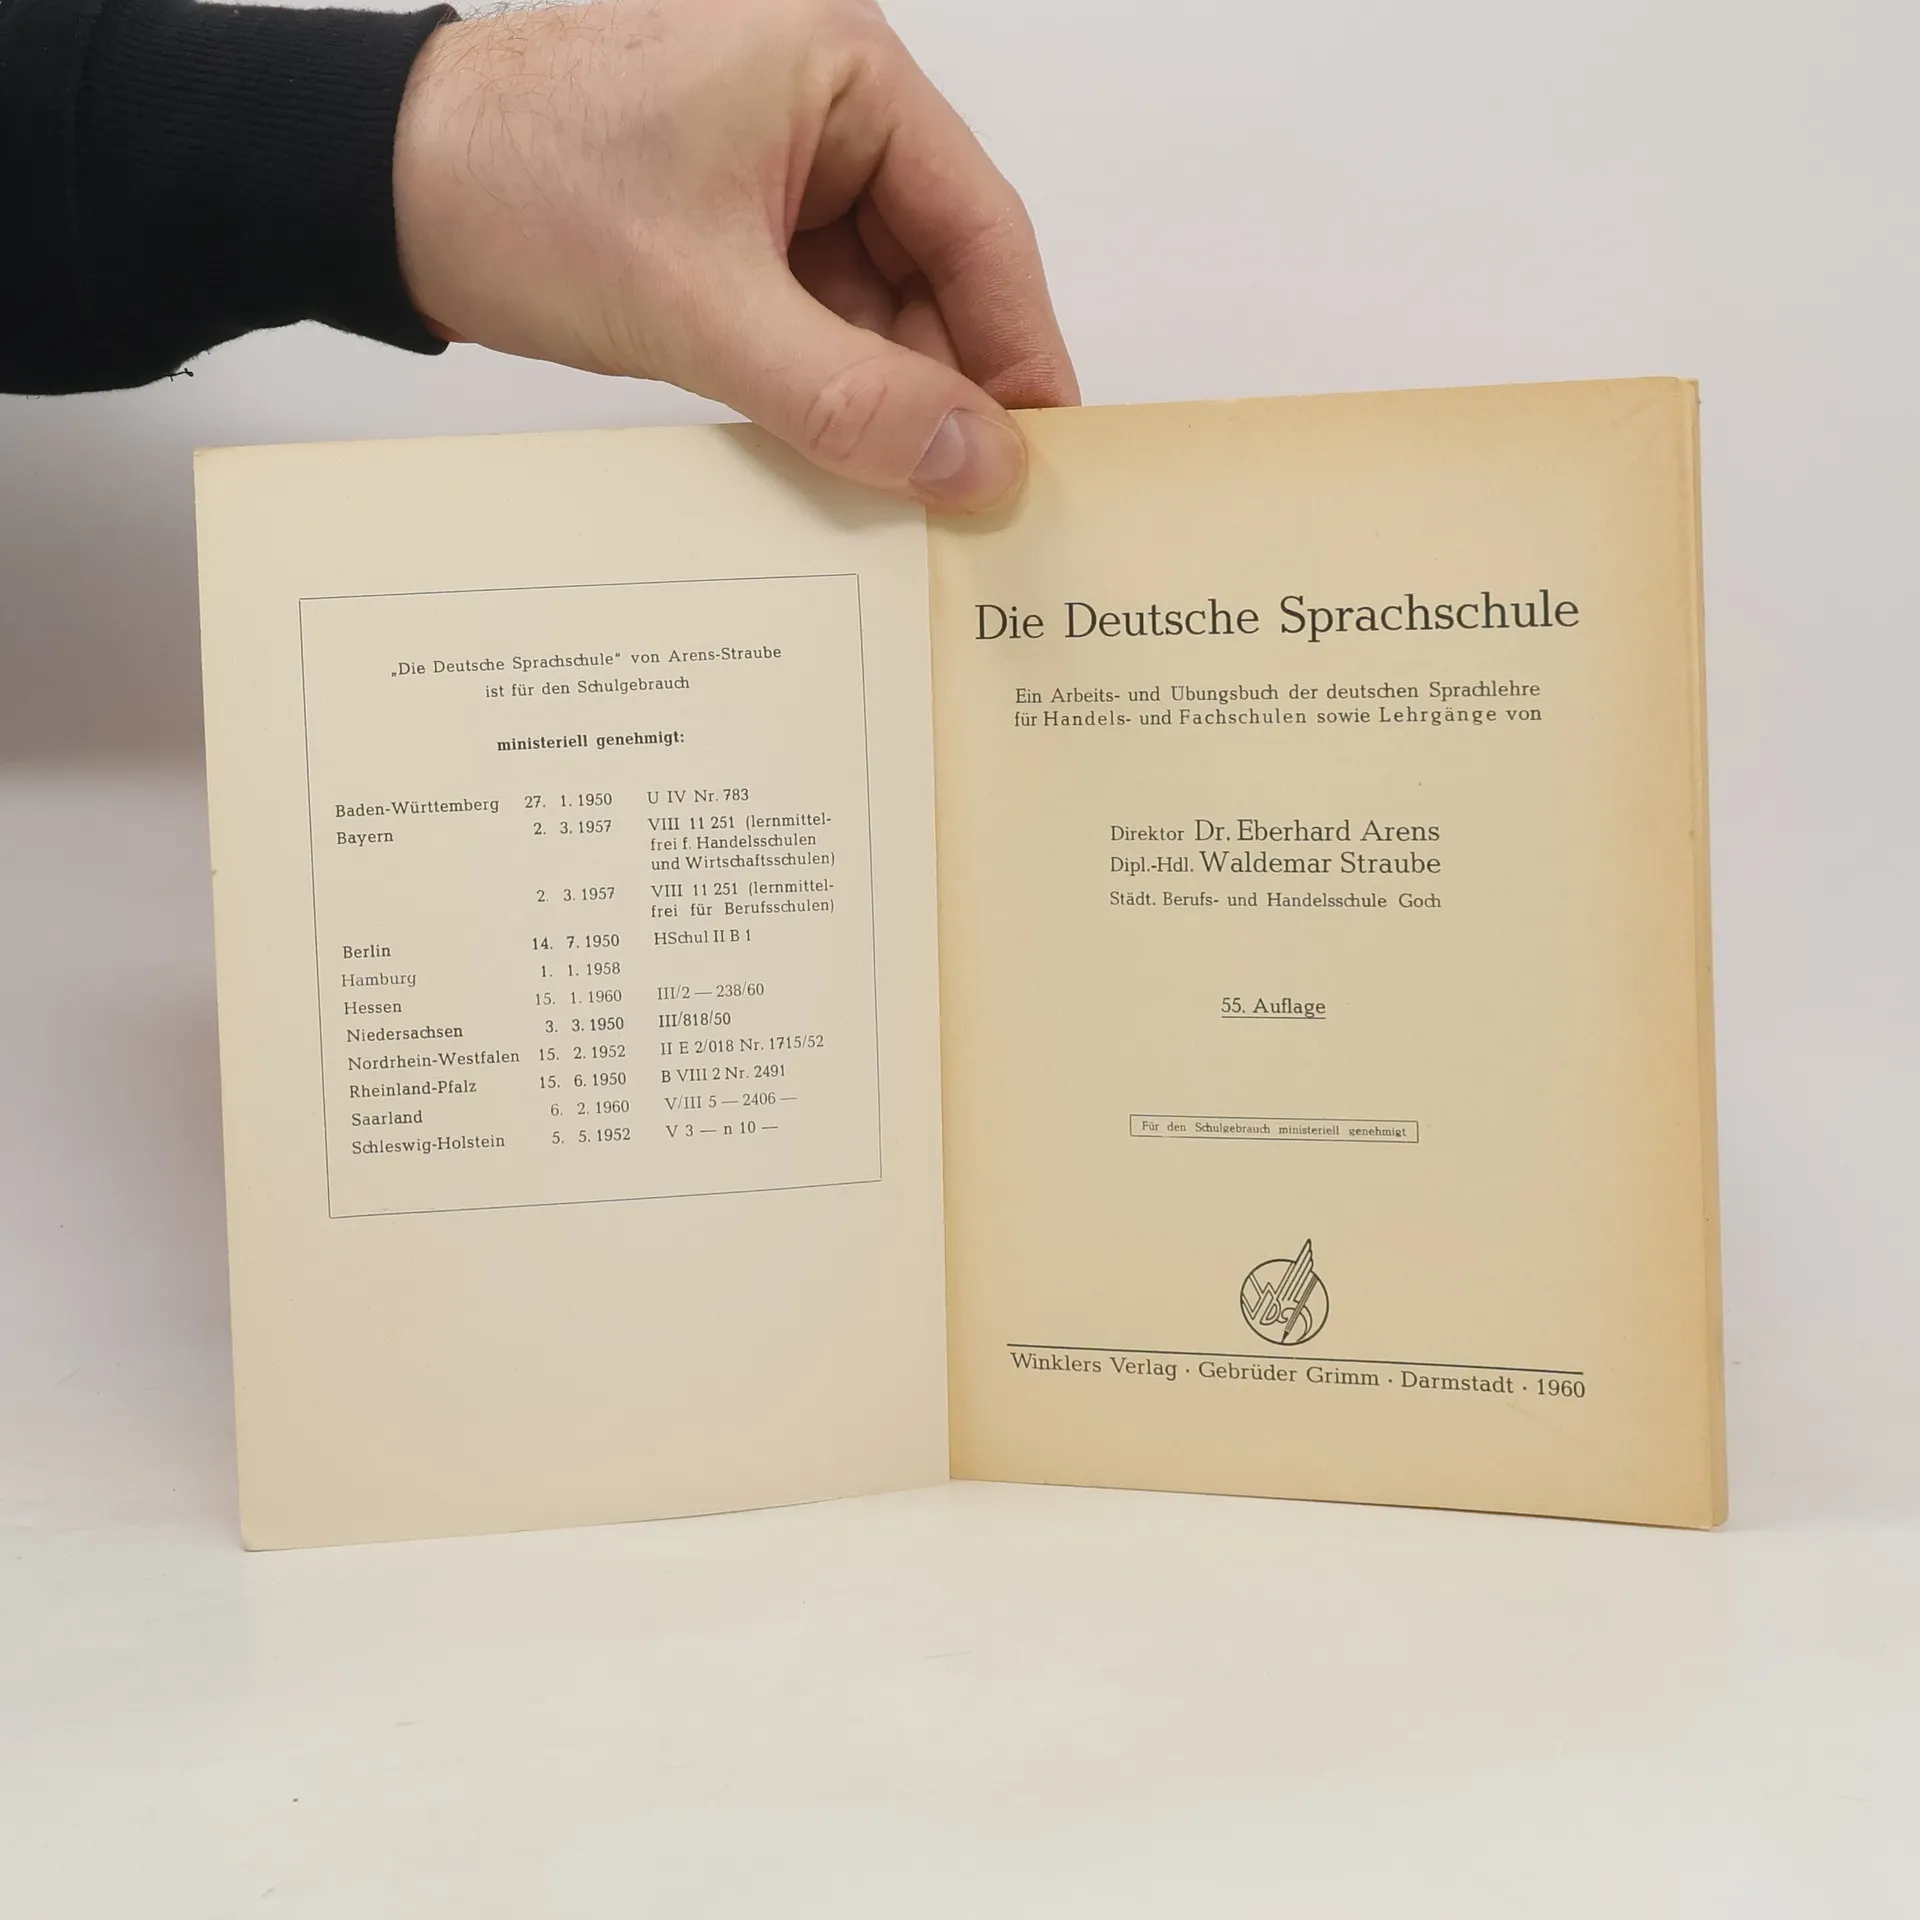 „Die Deutsche Sprachschule“ von Arens-Straube
ist für den Schulgebrauch
ministeriell genehmigt:
Baden-Württemberg 27. 1. 1950 U IV Nr. 783
Bayern 2. 3. 1957 VIII 11 251 (lernmittel-
frei f. Handelsschulen
und Wirtschaftsschulen)
2. 3. 1957 VIII 11 251 (lernmittel-
frei für Berufsschulen)
Berlin 14. 7. 1950 HSchul II B 1
Hamburg 1. 1. 1958
Hessen 15. 1. 1960 III/2 — 238/60
Niedersachsen 3. 3. 1950 III/818/50
Nordrhein-Westfalen 15. 2. 1952 II E 2/018 Nr. 1715/52
Rheinland-Pfalz 15. 6. 1950 B VIII 2 Nr. 2491
Saarland 6. 2. 1960 V/III 5 — 2406 —
Schleswig-Holstein 5. 5. 1952 V 3 — n 10 —
Die Deutsche Sprachschule
Ein Arbeits- und Übungsbuch der deutschen Sprachlehre
für Handels- und Fachschulen sowie Lehrgänge von
Direktor Dr. Eberhard Arens
Dipl.-Hdl. Waldemar Straube
Städt. Berufs- und Handelsschule Goch
55. Auflage
Für den Schulgebrauch ministeriell genehmigt
Winklers Verlag · Gebrüder Grimm · Darmstadt · 1960